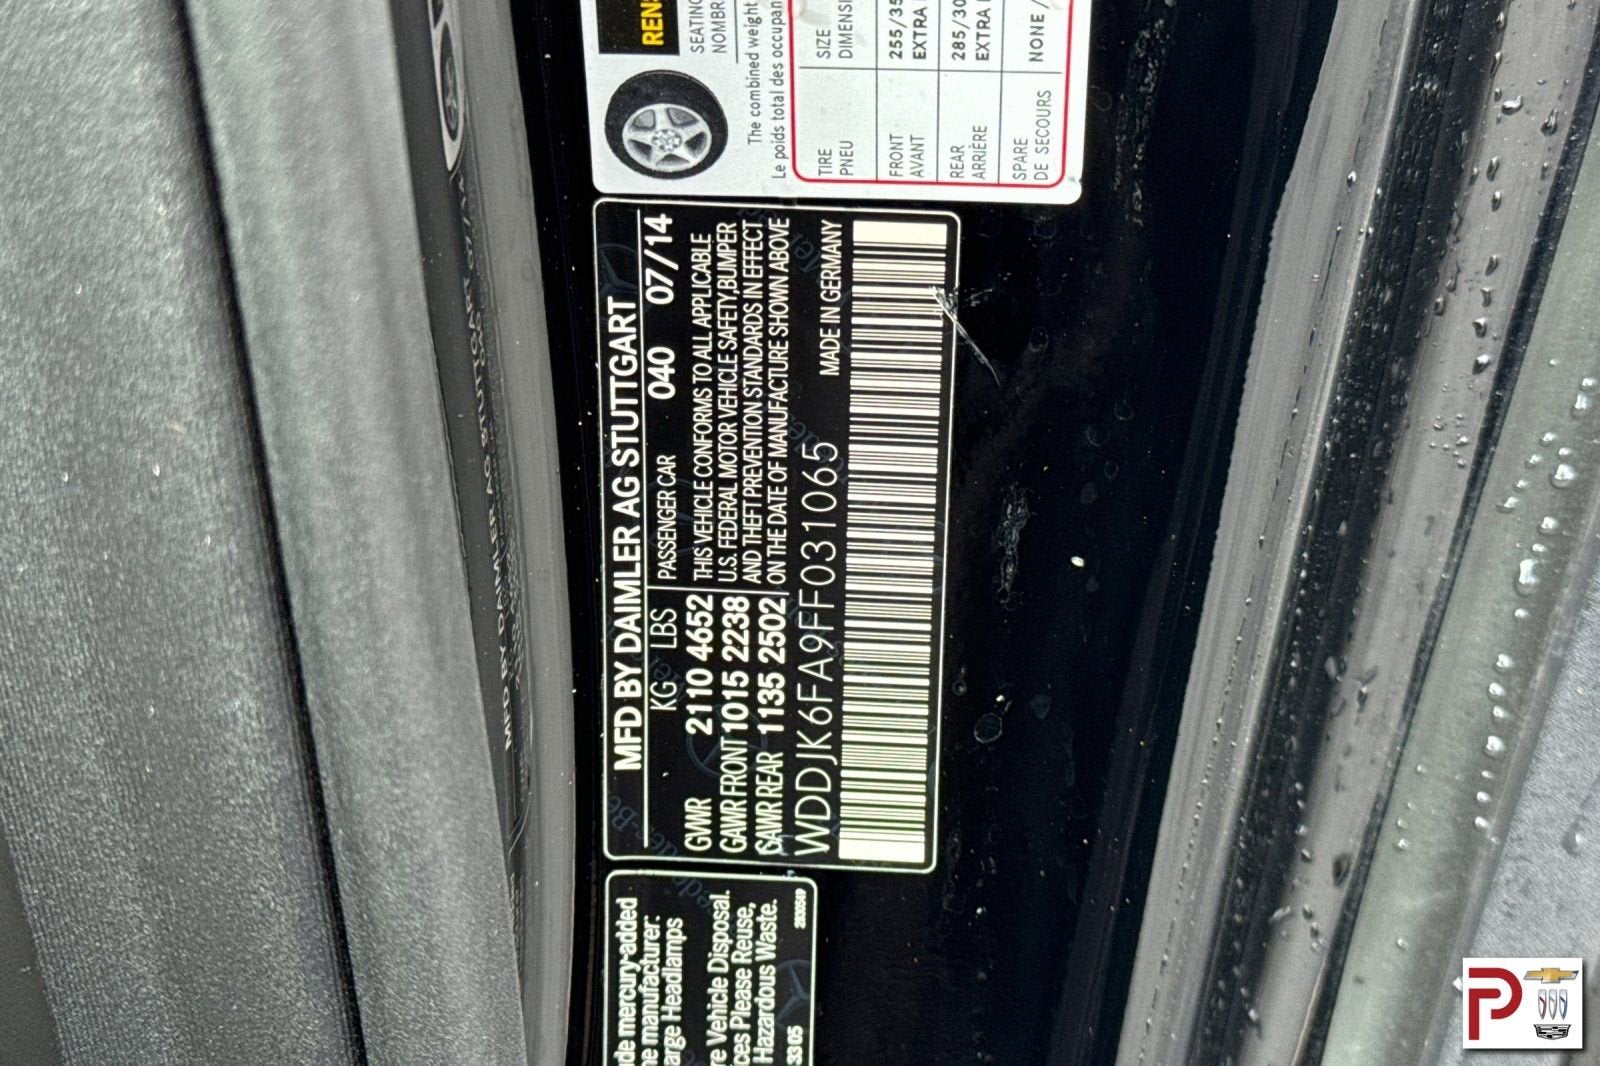 MFD BY DAIMLER AG STUTTGART
KG LBS
PASSENGER CAR 040 07/14
GVWR 2110 4652
GAWR FRONT 1015 2238
GAWR REAR 1135 2502
THIS VEHICLE CONFORMS TO ALL APPLICABLE
U.S. FEDERAL MOTOR VEHICLE SAFETY,BUMPER
AND THEFT PREVENTION STANDARDS IN EFFECT
ON THE DATE OF MANUFACTURE SHOWN ABOVE
WDDJK6FA9FF031065 MADE IN GERMANY
SEATING
The combined weight
Le poids total des
TIRE
PNEU
SIZE
FRONT
AVANT
255/35
EXTRA
REAR
ARRIÈRE
285/30
EXTRA
SPARE
DE SECOURS
NONE /
mercury-added
manufacturer:
Headlamps
Vehicle Disposal.
Please Reuse,
Hazardous Waste.
3305
P